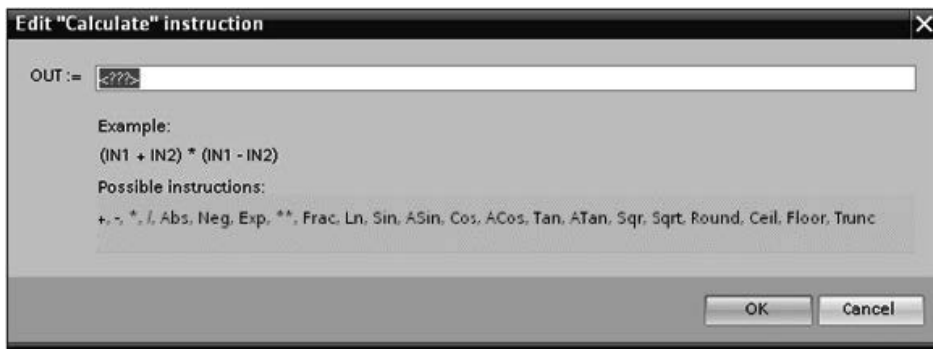 Edit "Calculate" instruction
OUT := <???>
Example:
(IN1 + IN2) * (IN1 - IN2)
Possible instructions:
+, -, *, /, Abs, Neg, Exp, **, Frac, Ln, Sin, ASin, Cos, ACos, Tan, ATan, Sqr, Sqrt, Round, Ceil, Floor, Trunc
OK Cancel